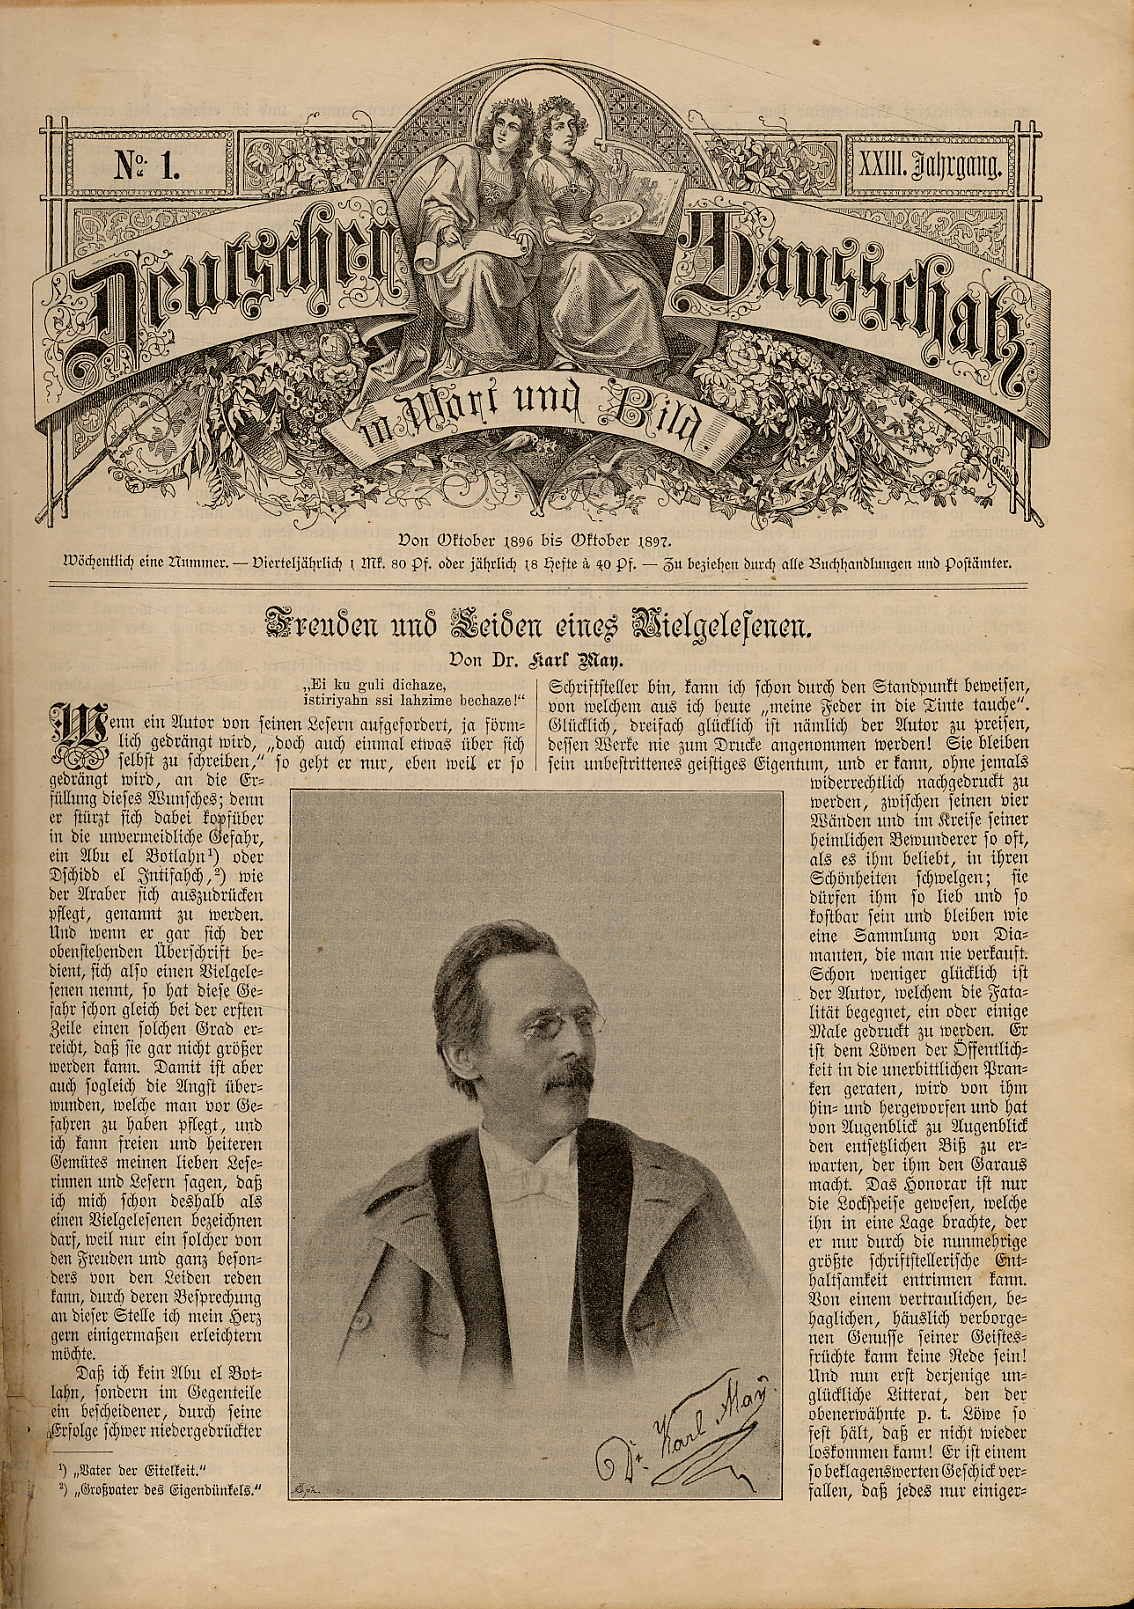 No. 1.
XXIII. Jahrgang.
Deutscher Hausschatz
in Wort und Bild.
Von Oktober 1896 bis Oktober 1897.
Wöchentlich eine Nummer. — Vierteljährlich 1 Mk. 80 Pf. oder jährlich 18 Hefte à 40 Pf. — Zu beziehen durch alle Buchhandlungen und Postämter.
Freuden und Leiden eines Vielgelesenen.
Von Dr. Karl May.
„Ei ku guli dichaze,
istiriyahn ssi lahzime bechaze!“
Wenn ein Autor von seinen Lesern aufgefordert, ja förm-
lich gedrängt wird, „doch auch einmal etwas über sich
selbst zu schreiben,“ so geht er nur, eben weil er so
gedrängt wird, an die Er-
füllung dieses Wunsches; denn
er stürzt sich dabei kopfüber
in die unvermeidliche Gefahr,
ein Abu el Botlahn¹) oder
Dschidd el Intifahch,²) wie
der Araber sich auszudrücken
pflegt, genannt zu werden.
Und wenn er gar sich der
obenstehenden Überschrift be-
dient, sich also einen Vielgele-
senen nennt, so hat diese Ge-
fahr schon gleich bei der ersten
Zeile einen solchen Grad er-
reicht, daß sie gar nicht größer
werden kann. Damit ist aber
auch sogleich die Angst über-
wunden, welche man vor Ge-
fahren zu haben pflegt, und
ich kann freien und heiteren
Gemütes meinen lieben Lese-
rinnen und Lesern sagen, daß
ich mich schon deshalb als
einen Vielgelesenen bezeichnen
darf, weil nur ein solcher von
den Freuden und ganz beson-
ders von den Leiden reden
kann, durch deren Besprechung
an dieser Stelle ich mein Herz
gern einigermaßen erleichtern
möchte.
Daß ich kein Abu el Bot-
lahn, sondern im Gegenteile
ein bescheidener, durch seine
Erfolge schwer niedergedrückter
¹) „Vater der Eitelkeit.“
²) „Großvater des Eigendünkels.“
Dr. Karl May.
Schriftsteller bin, kann ich schon durch den Standpunkt beweisen,
von welchem aus ich heute „meine Feder in die Tinte tauche“.
Glücklich, dreifach glücklich ist nämlich der Autor zu preisen,
dessen Werke nie zum Drucke angenommen werden! Sie bleiben
sein unbestrittenes geistiges Eigentum, und er kann, ohne jemals
widerrechtlich nachgedruckt zu
werden, zwischen seinen vier
Wänden und im Kreise seiner
heimlichen Bewunderer so oft,
als es ihm beliebt, in ihren
Schönheiten schwelgen; sie
dürfen ihm so lieb und so
kostbar sein und bleiben wie
eine Sammlung von Dia-
manten, die man nie verkauft.
Schon weniger glücklich ist
der Autor, welchem die Fata-
lität begegnet, ein oder einige
Male gedruckt zu werden. Er
ist dem Löwen der Öffentlich-
keit in die unerbittlichen Pran-
ken geraten, wird von ihm
hin- und hergeworfen und hat
von Augenblick zu Augenblick
den entsetzlichen Biß zu er-
warten, der ihm den Garaus
macht. Das Honorar ist nur
die Lockspeise gewesen, welche
ihn in eine Lage brachte, der
er nur durch die nunmehrige
größte schriftstellerische Ent-
haltsamkeit entrinnen kann.
Von einem vertraulichen, be-
haglichen, häuslich verborge-
nen Genusse seiner Geistes-
früchte kann keine Rede sein!
Und nun erst derjenige un-
glückliche Litterat, den der
obenerwähnte p. t. Löwe so
fest hält, daß er nicht wieder
loskommen kann! Er ist einem
so beklagenswerten Geschick ver-
fallen, daß jedes nur einiger-